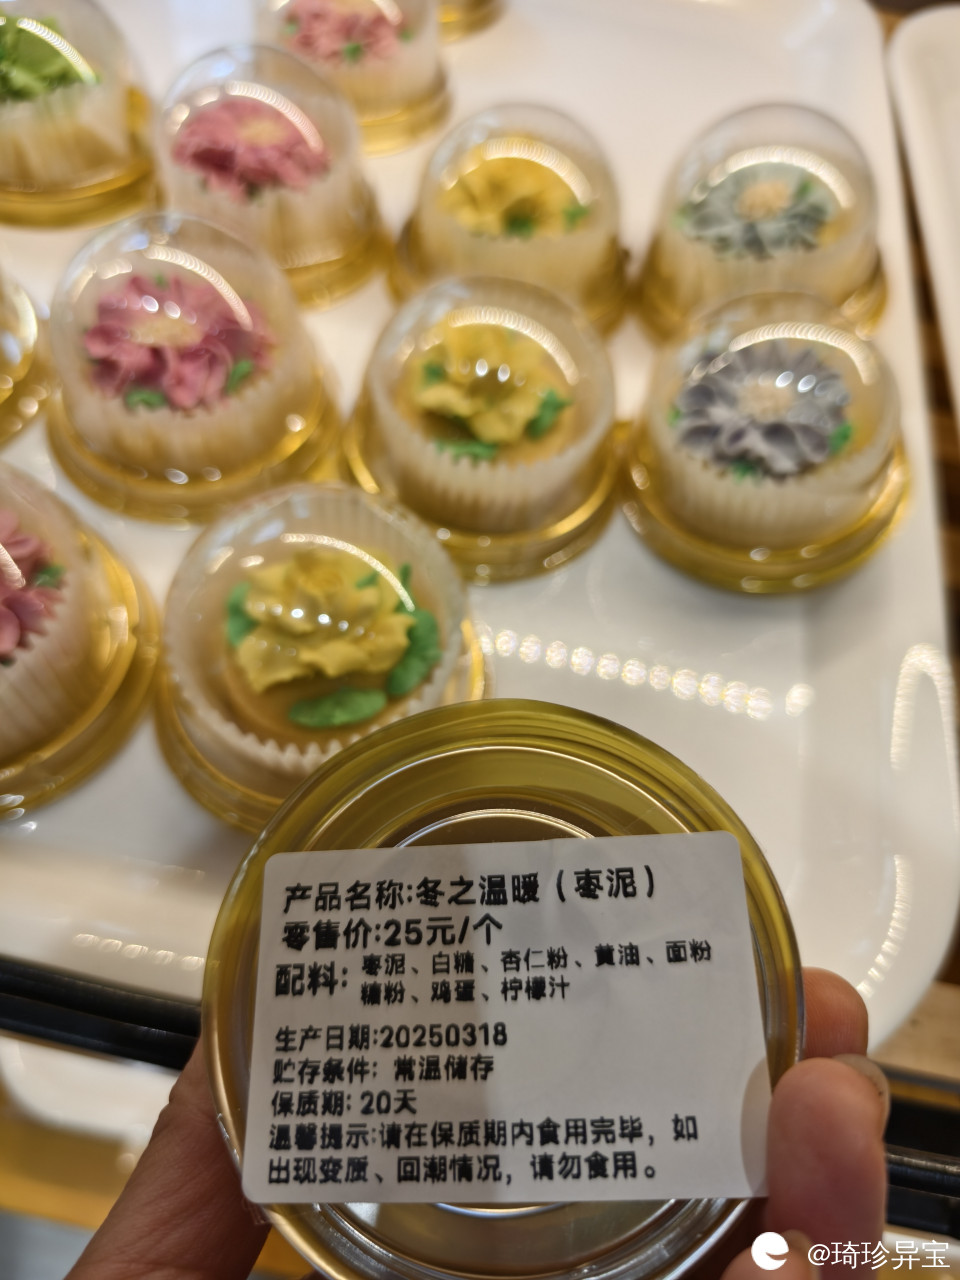 产品名称:冬之温暖（枣泥）
零售价:25元/个
配料: 枣泥、白糖、杏仁粉、黄油、面粉
糖粉、鸡蛋、柠檬汁
生产日期:20250318
贮存条件: 常温储存
保质期: 20天
温馨提示:请在保质期内食用完毕，如
出现变质、回潮情况，请勿食用。
@琦珍异宝